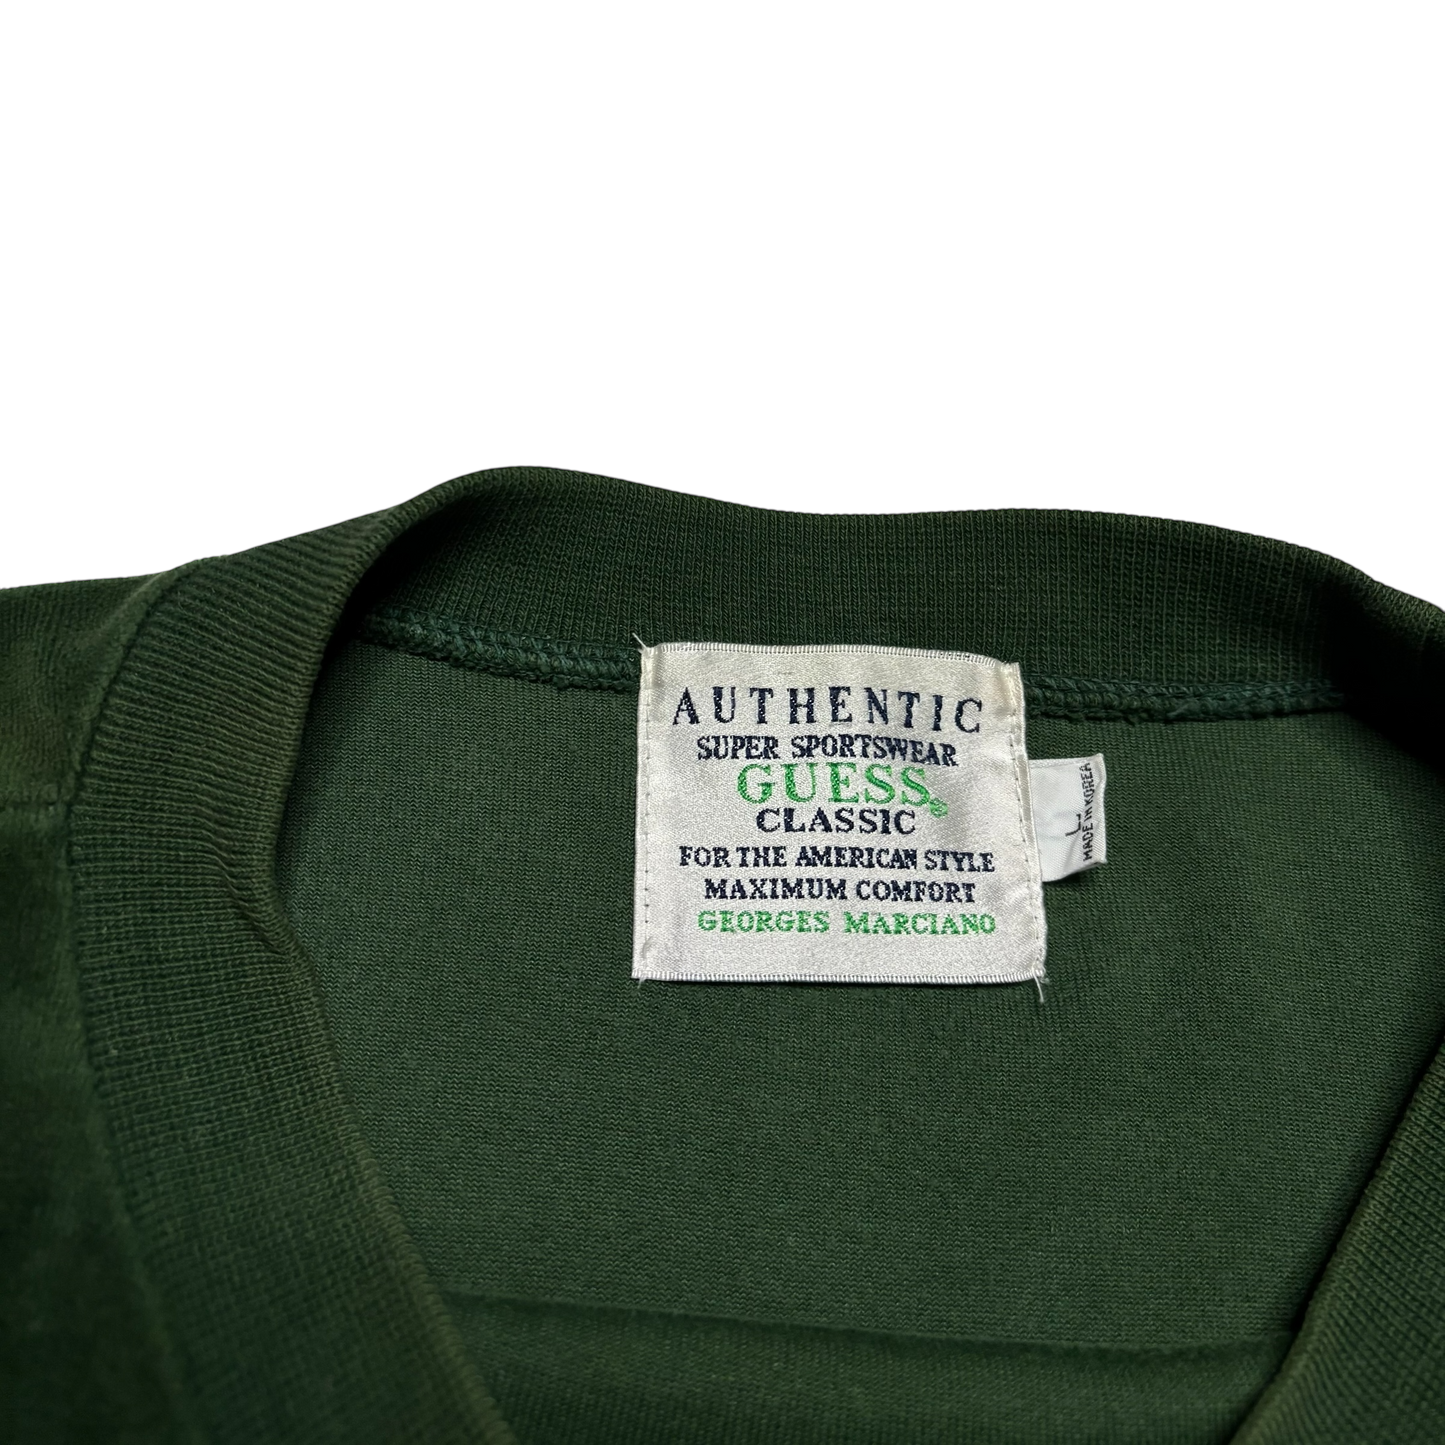 AUTHENTIC
SUPER SPORTSWEAR
GUESS®
CLASSIC
FOR THE AMERICAN STYLE
MAXIMUM COMFORT
GEORGES MARCIANO
L
MADE IN KOREA